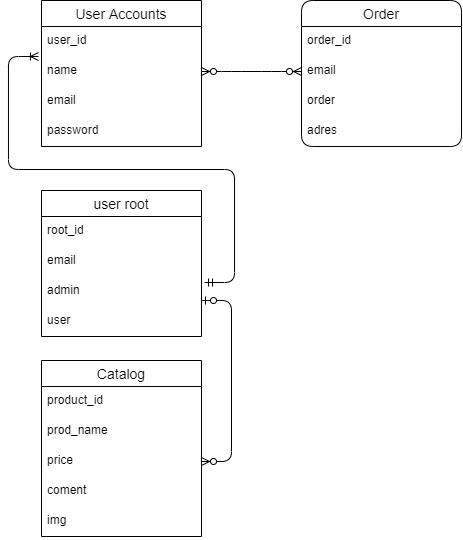 User Accounts
user_id
name
email
password
Order
order_id
email
order
adres
user root
root_id
email
admin
user
Catalog
product_id
prod_name
price
coment
img